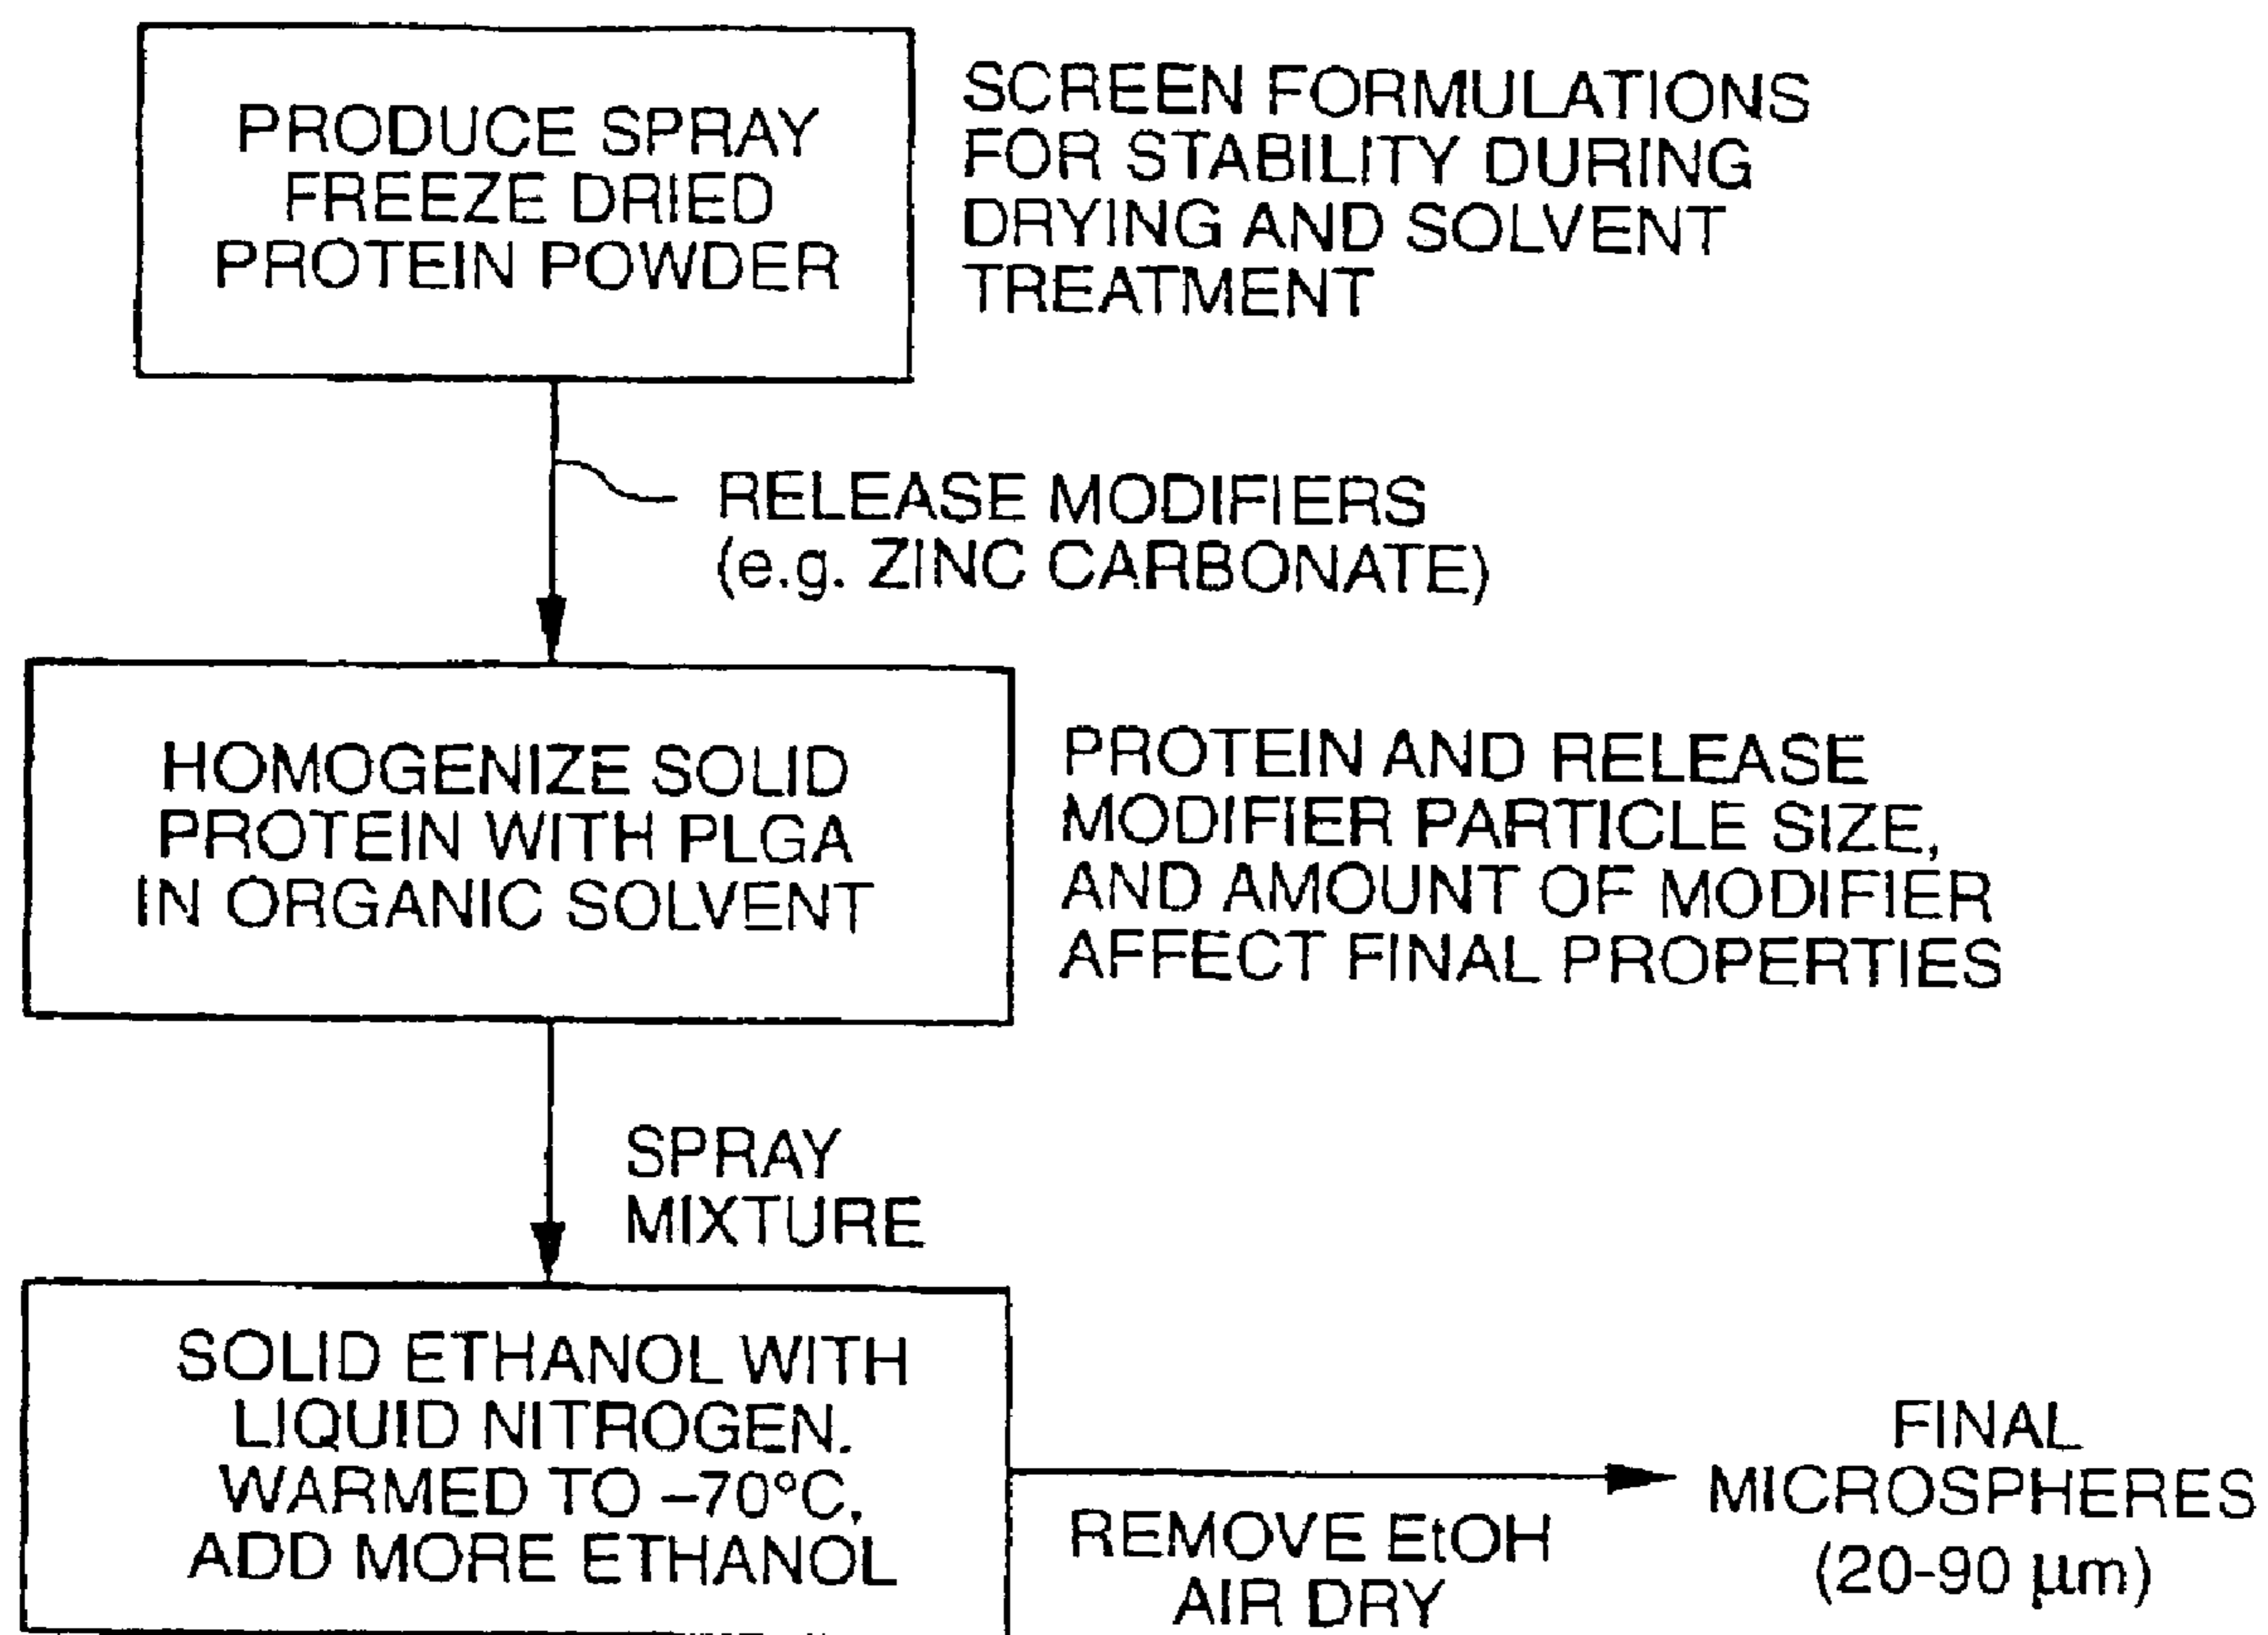 PRODUCE SPRAY
FREEZE DRIED
PROTEIN POWDER
SCREEN FORMULATIONS
FOR STABILITY DURING
DRYING AND SOLVENT
TREATMENT
RELEASE MODIFIERS
(e.g. ZINC CARBONATE)
HOMOGENIZE SOLID
PROTEIN WITH PLGA
IN ORGANIC SOLVENT
PROTEIN AND RELEASE
MODIFIER PARTICLE SIZE,
AND AMOUNT OF MODIFIER
AFFECT FINAL PROPERTIES
SPRAY
MIXTURE
SOLID ETHANOL WITH
LIQUID NITROGEN.
WARMED TO –70°C,
ADD MORE ETHANOL
REMOVE EtOH
AIR DRY
FINAL
MICROSPHERES
(20-90 μm)